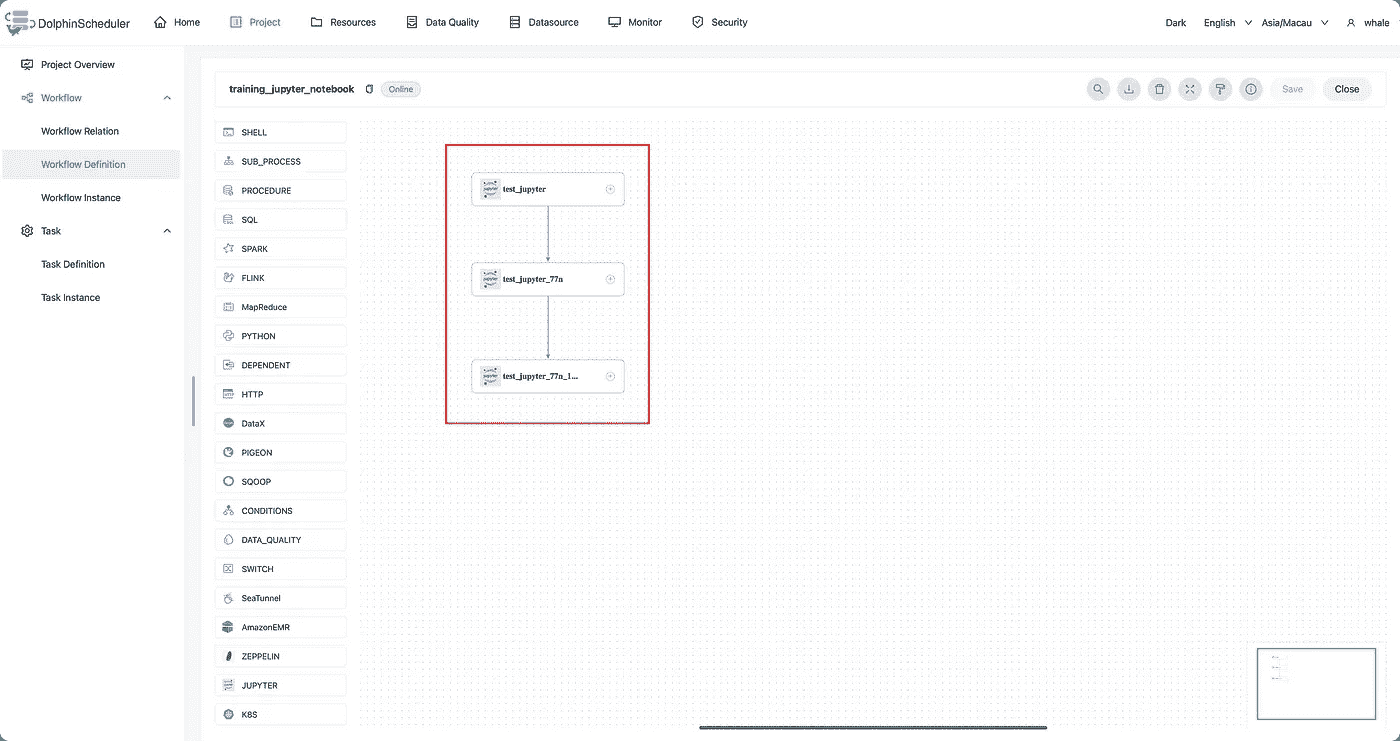 DolphinScheduler Home Project Resources Data Quality Datasource Monitor Security Dark English Asia/Macau whale
Project Overview
Workflow
Workflow Relation
Workflow Definition
Workflow Instance
Task
Task Definition
Task Instance
training_jupyter_notebook Online Save Close
SHELL
SUB_PROCESS
PROCEDURE
SQL
SPARK
FLINK
MapReduce
PYTHON
DEPENDENT
HTTP
DataX
PIGEON
SQOOP
CONDITIONS
DATA_QUALITY
SWITCH
SeaTunnel
AmazonEMR
ZEPPELIN
JUPYTER
K8S
test_jupyter
test_jupyter_77n
test_jupyter_77n_1...